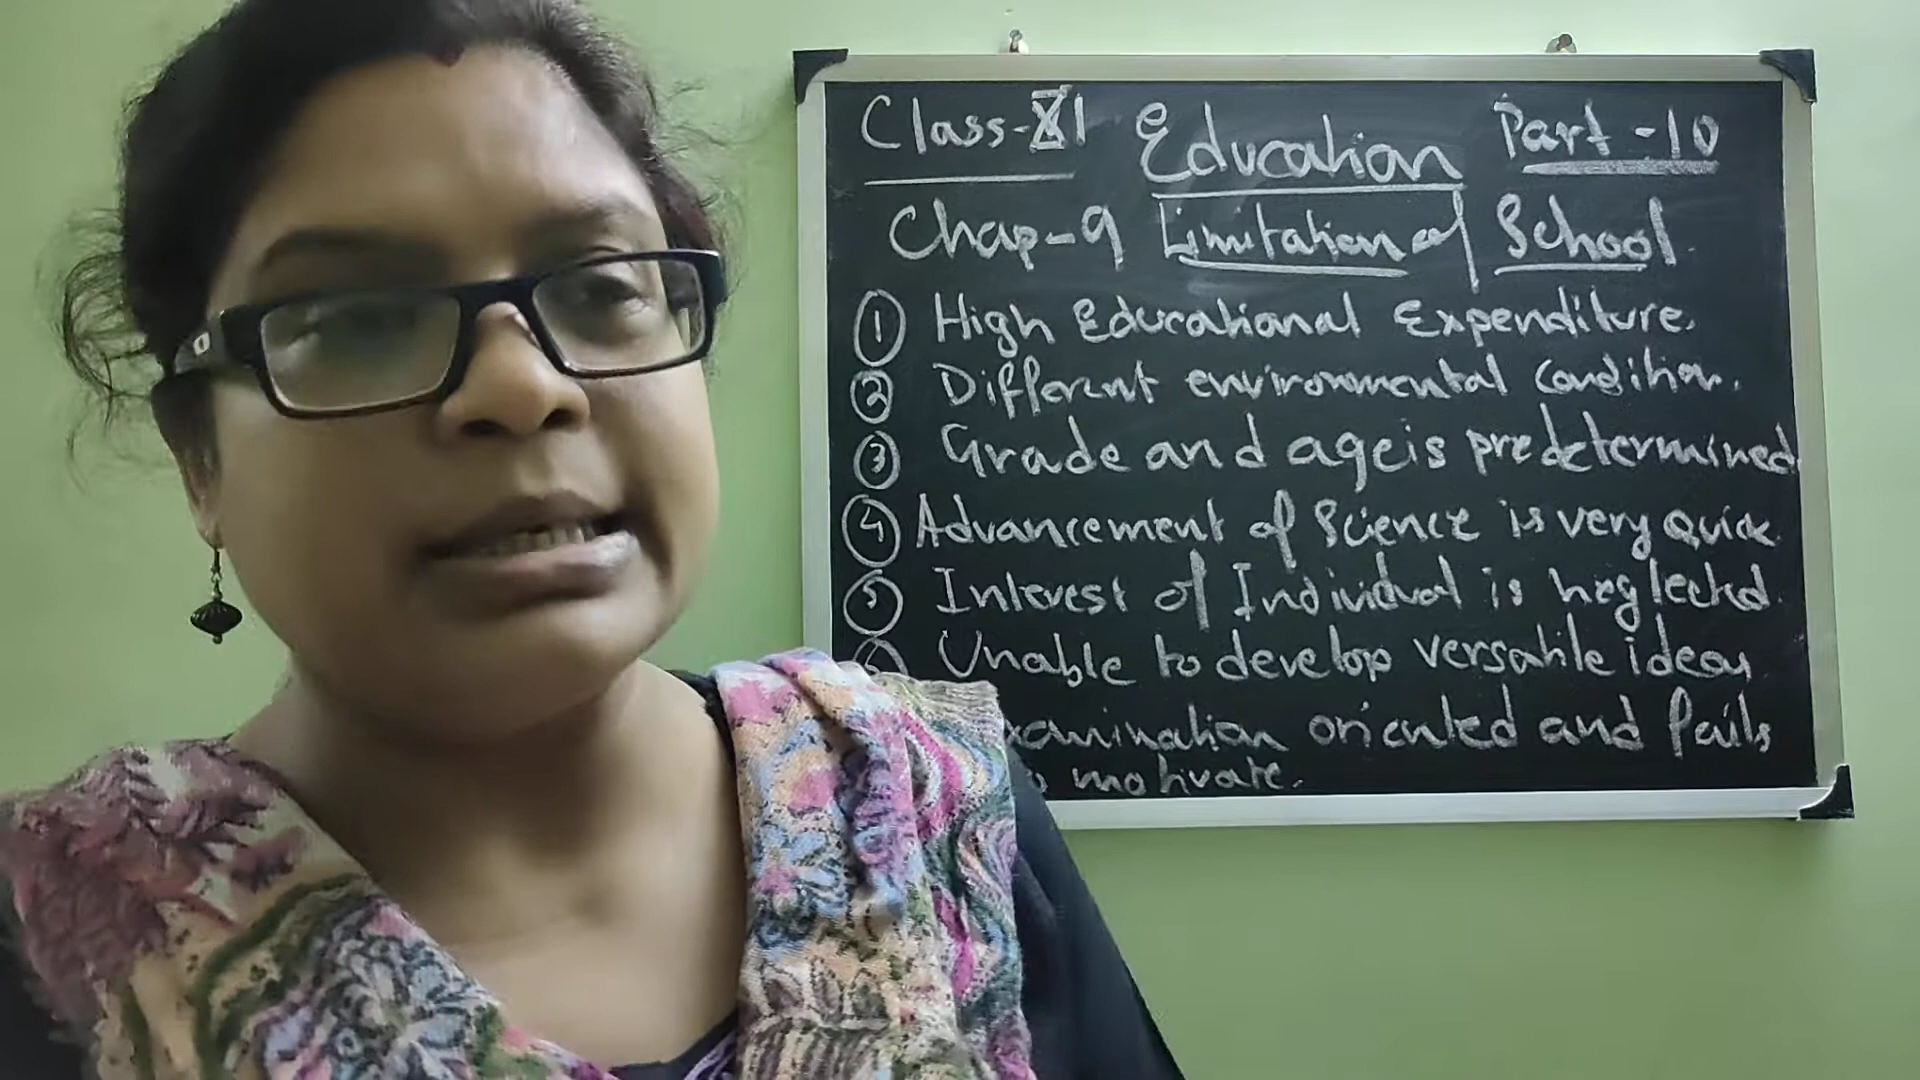 Class-XI Education Part-10
Chap-9 Limitation of School
① High Educational Expenditure.
② Different environmental Condition.
③ Grade and age is predetermined
④ Advancement of Science is very Quick.
⑤ Interest of Individual is neglected.
Unable to develop versatile ideas
xamination oriented and fails
motivate.